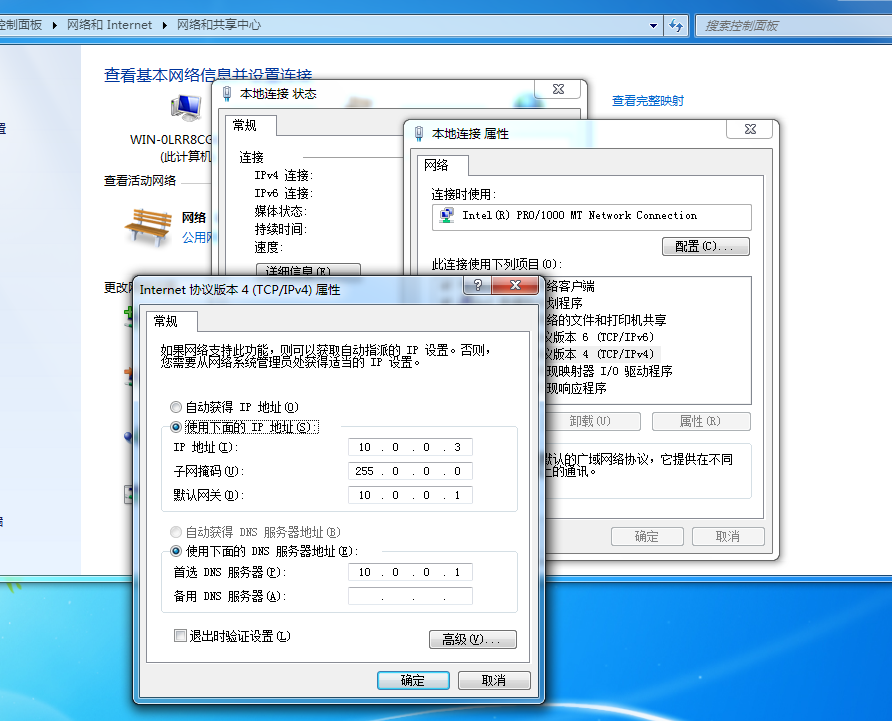 控制面板 ▸ 网络和 Internet ▸ 网络和共享中心
搜索控制面板
查看基本网络信息并设置连接
查看完整映射
WIN-0LRR8CG
(此计算机
查看活动网络
网络
公用网
更改网
本地连接 状态
常规
连接
IPv4 连接:
IPv6 连接:
媒体状态:
持续时间:
速度:
详细信息(E)
本地连接 属性
网络
连接时使用:
Intel(R) PRO/1000 MT Network Connection
配置(C)...
此连接使用下列项目(O):
络客户端
划程序
络的文件和打印机共享
议版本 6 (TCP/IPv6)
议版本 4 (TCP/IPv4)
现映射器 I/O 驱动程序
现响应程序
卸载(U)
属性(R)
默认的广域网络协议，它提供在不同
上的通讯。
确定
取消
Internet 协议版本 4 (TCP/IPv4) 属性
常规
如果网络支持此功能，则可以获取自动指派的 IP 设置。否则，
您需要从网络系统管理员处获得适当的 IP 设置。
自动获得 IP 地址(O)
使用下面的 IP 地址(S):
IP 地址(I): 10 . 0 . 0 . 3
子网掩码(U): 255 . 0 . 0 . 0
默认网关(D): 10 . 0 . 0 . 1
自动获得 DNS 服务器地址(B)
使用下面的 DNS 服务器地址(E):
首选 DNS 服务器(P): 10 . 0 . 0 . 1
备用 DNS 服务器(A): . . .
退出时验证设置(L)
高级(V)...
确定
取消